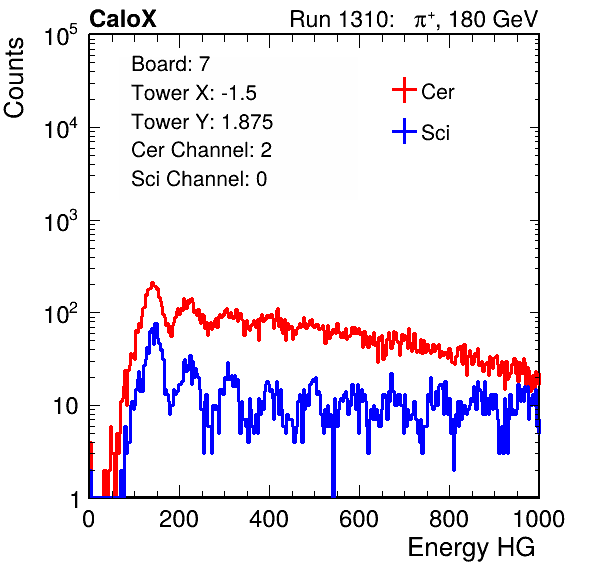 CaloX
Run 1310: π⁺, 180 GeV
Counts
10⁵
10⁴
10³
10²
10
1
Board: 7
Tower X: -1.5
Tower Y: 1.875
Cer Channel: 2
Sci Channel: 0
Cer
Sci
0 200 400 600 800 1000
Energy HG